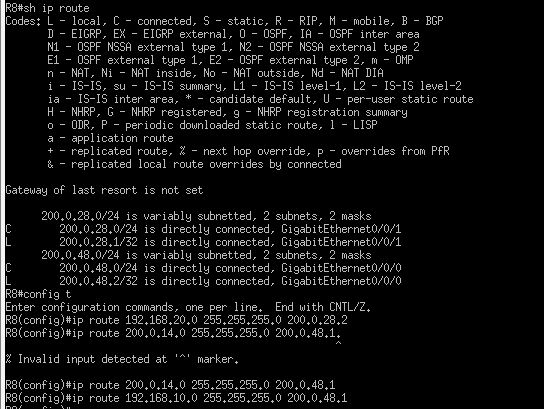 R8#sh ip route
Codes: L - local, C - connected, S - static, R - RIP, M - mobile, B - BGP
D - EIGRP, EX - EIGRP external, O - OSPF, IA - OSPF inter area
N1 - OSPF NSSA external type 1, N2 - OSPF NSSA external type 2
E1 - OSPF external type 1, E2 - OSPF external type 2, m - OMP
n - NAT, Ni - NAT inside, No - NAT outside, Nd - NAT DIA
i - IS-IS, su - IS-IS summary, L1 - IS-IS level-1, L2 - IS-IS level-2
ia - IS-IS inter area, * - candidate default, U - per-user static route
H - NHRP, G - NHRP registered, g - NHRP registration summary
o - ODR, P - periodic downloaded static route, l - LISP
a - application route
+ - replicated route, % - next hop override, p - overrides from PfR
& - replicated local route overrides by connected
Gateway of last resort is not set
200.0.28.0/24 is variably subnetted, 2 subnets, 2 masks
C 200.0.28.0/24 is directly connected, GigabitEthernet0/0/1
L 200.0.28.1/32 is directly connected, GigabitEthernet0/0/1
200.0.48.0/24 is variably subnetted, 2 subnets, 2 masks
C 200.0.48.0/24 is directly connected, GigabitEthernet0/0/0
L 200.0.48.2/32 is directly connected, GigabitEthernet0/0/0
R8#config t
Enter configuration commands, one per line. End with CNTL/Z.
R8(config)#ip route 192.168.20.0 255.255.255.0 200.0.28.2
R8(config)#ip route 200.0.14.0 255.255.255.0 200.0.48.1.
^
% Invalid input detected at '^' marker.
R8(config)#ip route 200.0.14.0 255.255.255.0 200.0.48.1
R8(config)#ip route 192.168.10.0 255.255.255.0 200.0.48.1